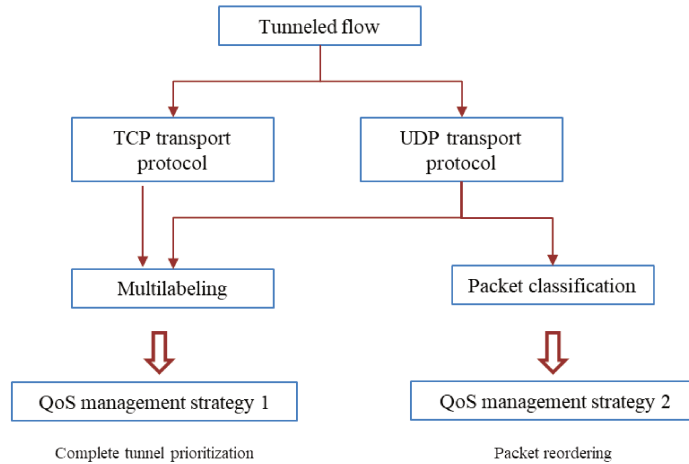 Tunneled flow
TCP transport
protocol
UDP transport
protocol
Multilabeling
Packet classification
QoS management strategy 1
QoS management strategy 2
Complete tunnel prioritization
Packet reordering